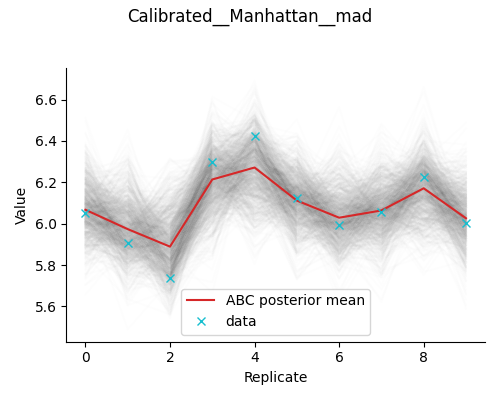 Calibrated__Manhattan__mad
Value
6.6
6.4
6.2
6.0
5.8
5.6
ABC posterior mean
data
0
2
4
6
8
Replicate